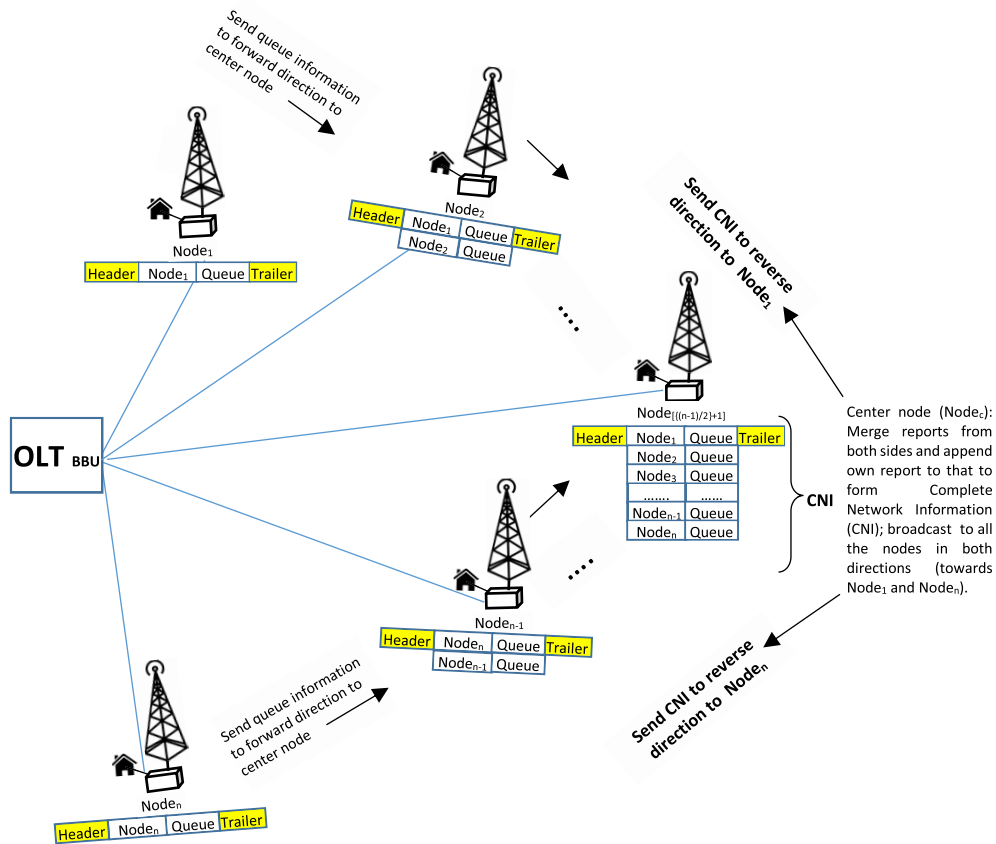 Send queue information
to forward direction to
center node
Node₁
Header Node₁ Queue Trailer
Node₂
Header Node₁ Queue Trailer
Node₂ Queue
....
Send CNI to reverse
direction to Node₁
Node[((n-1)/2}+1]
Header Node₁ Queue Trailer
Node₂ Queue
Node₃ Queue
……. ……
Nodeₙ₋₁ Queue
Nodeₙ Queue
CNI
Center node (Node꜀):
Merge reports from
both sides and append
own report to that to
form Complete
Network Information
(CNI); broadcast to all
the nodes in both
directions (towards
Node₁ and Nodeₙ).
OLT BBU
....
Nodeₙ₋₁
Header Nodeₙ Queue Trailer
Nodeₙ₋₁ Queue
Send CNI to reverse
direction to Nodeₙ
Send queue information
to forward direction to
center node
Nodeₙ
Header Nodeₙ Queue Trailer